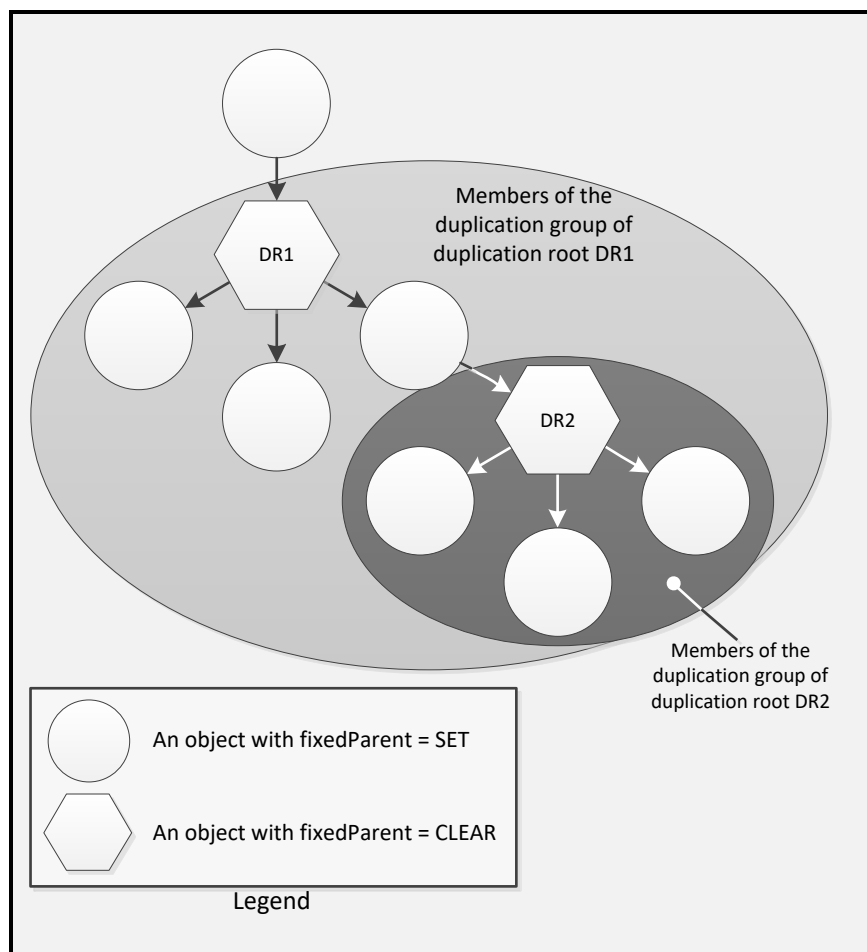 Members of the
duplication group of
duplication root DR1
DR1
DR2
Members of the
duplication group of
duplication root DR2
An object with fixedParent = SET
An object with fixedParent = CLEAR
Legend